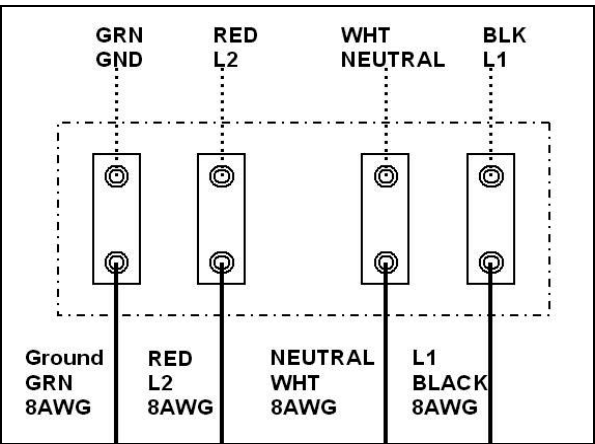 GRN RED WHT BLK
GND L2 NEUTRAL L1
Ground RED NEUTRAL L1
GRN L2 WHT BLACK
8AWG 8AWG 8AWG 8AWG